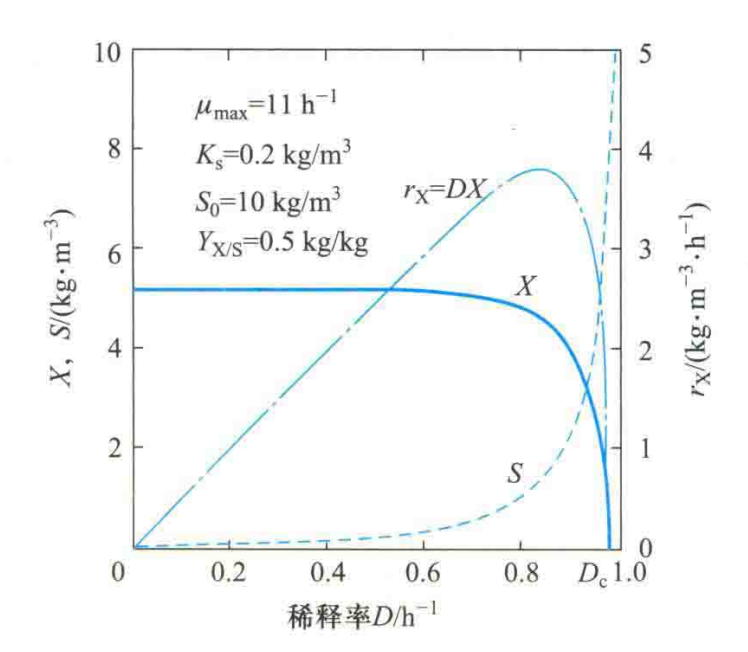 X, S/(kg·m⁻³)
10
8
6
4
2
0
μmax=11 h⁻¹
Ks=0.2 kg/m³
S₀=10 kg/m³
YX/S=0.5 kg/kg
rX=DX
X
S
5
4
3
2
1
0
rX/(kg·m⁻³·h⁻¹)
0.2 0.4 0.6 0.8 Dc 1.0
稀释率D/h⁻¹